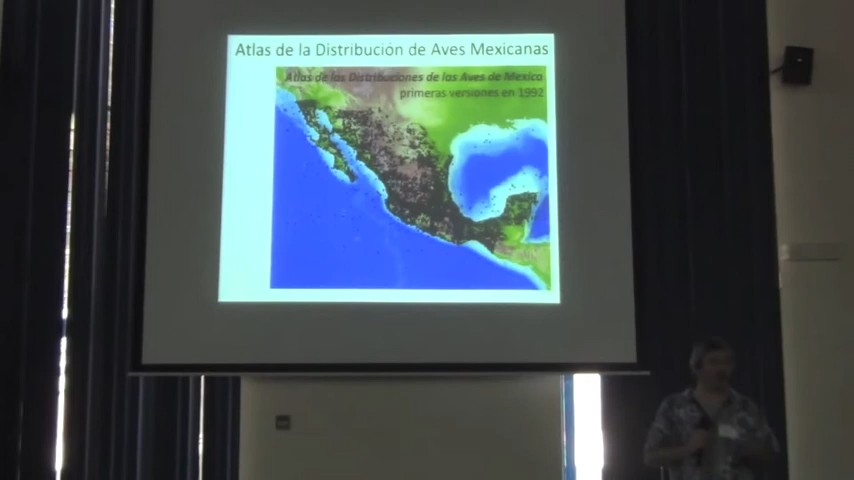 Atlas de la Distribución de Aves Mexicanas
Atlas de las Distribuciones de las Aves de Mexico
primeras versiones en 1992